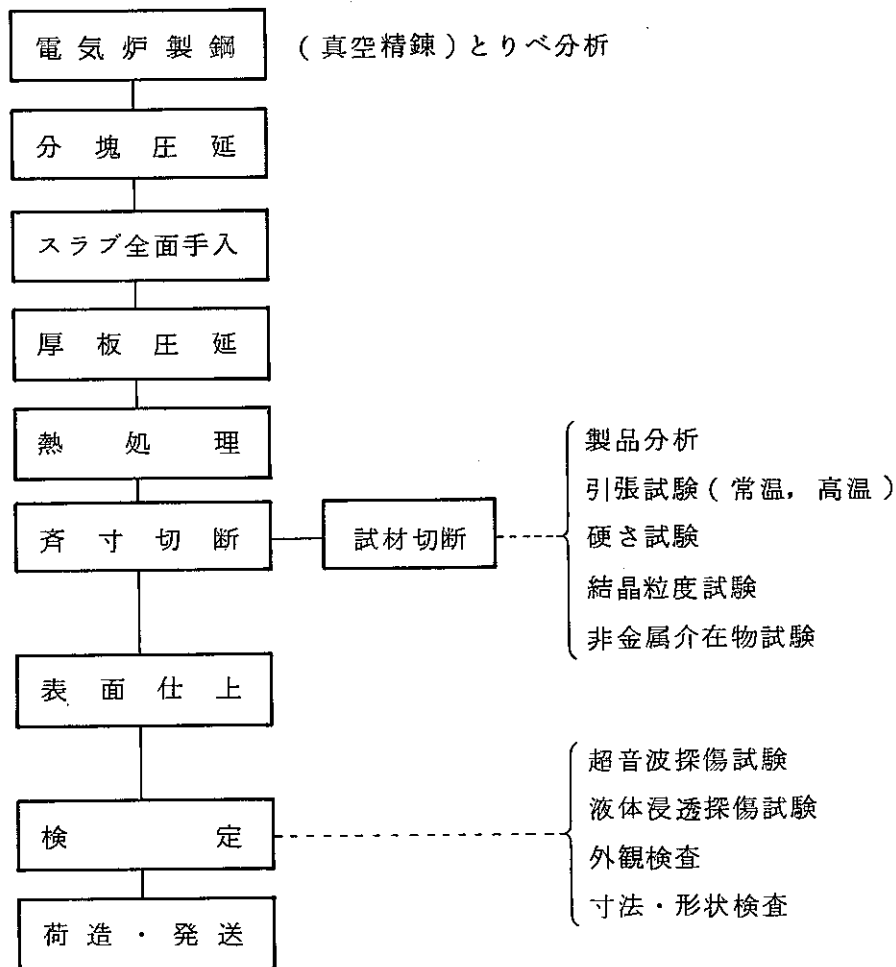 電気炉製鋼 (真空精錬)とりべ分析
分塊圧延
スラブ全面手入
厚板圧延
熱処理
斉寸切断
試材切断
製品分析
引張試験(常温,高温)
硬さ試験
結晶粒度試験
非金属介在物試験
表面仕上
検定
超音波探傷試験
液体浸透探傷試験
外観検査
寸法・形状検査
荷造・発送